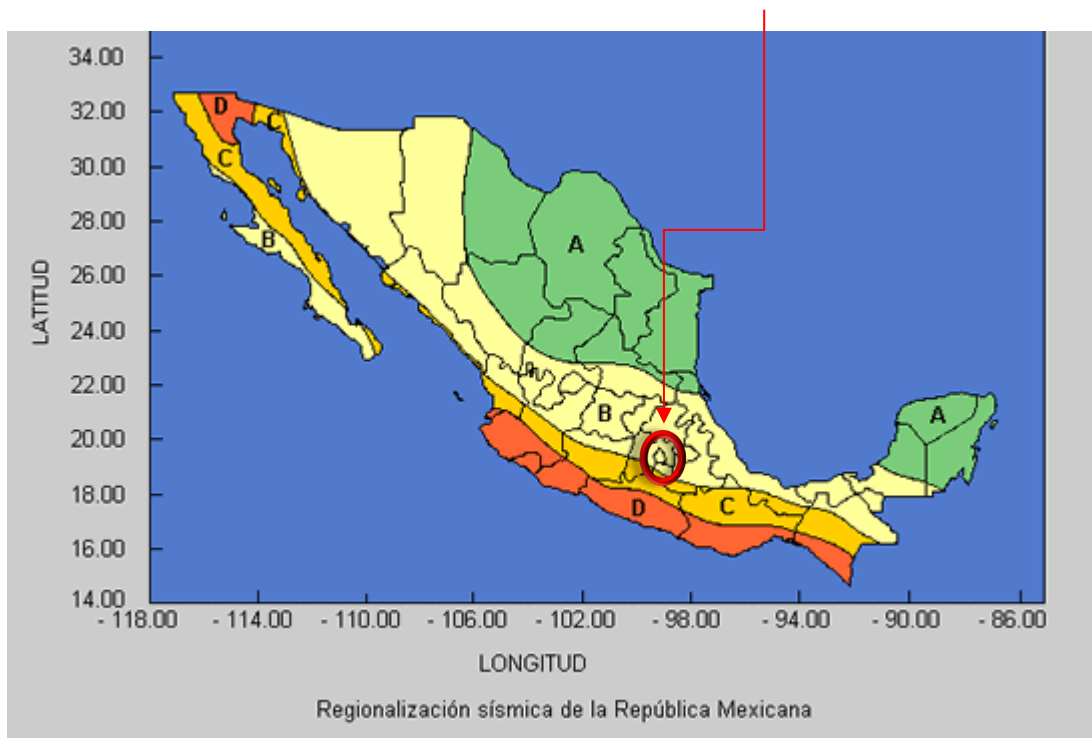 34.00
32.00
30.00
28.00
26.00
24.00
22.00
20.00
18.00
16.00
14.00
LATITUD
D
C
C
B
A
B
A
C
D
- 118.00 - 114.00 - 110.00 - 106.00 - 102.00 - 98.00 - 94.00 - 90.00 - 86.00
LONGITUD
Regionalización sísmica de la República Mexicana